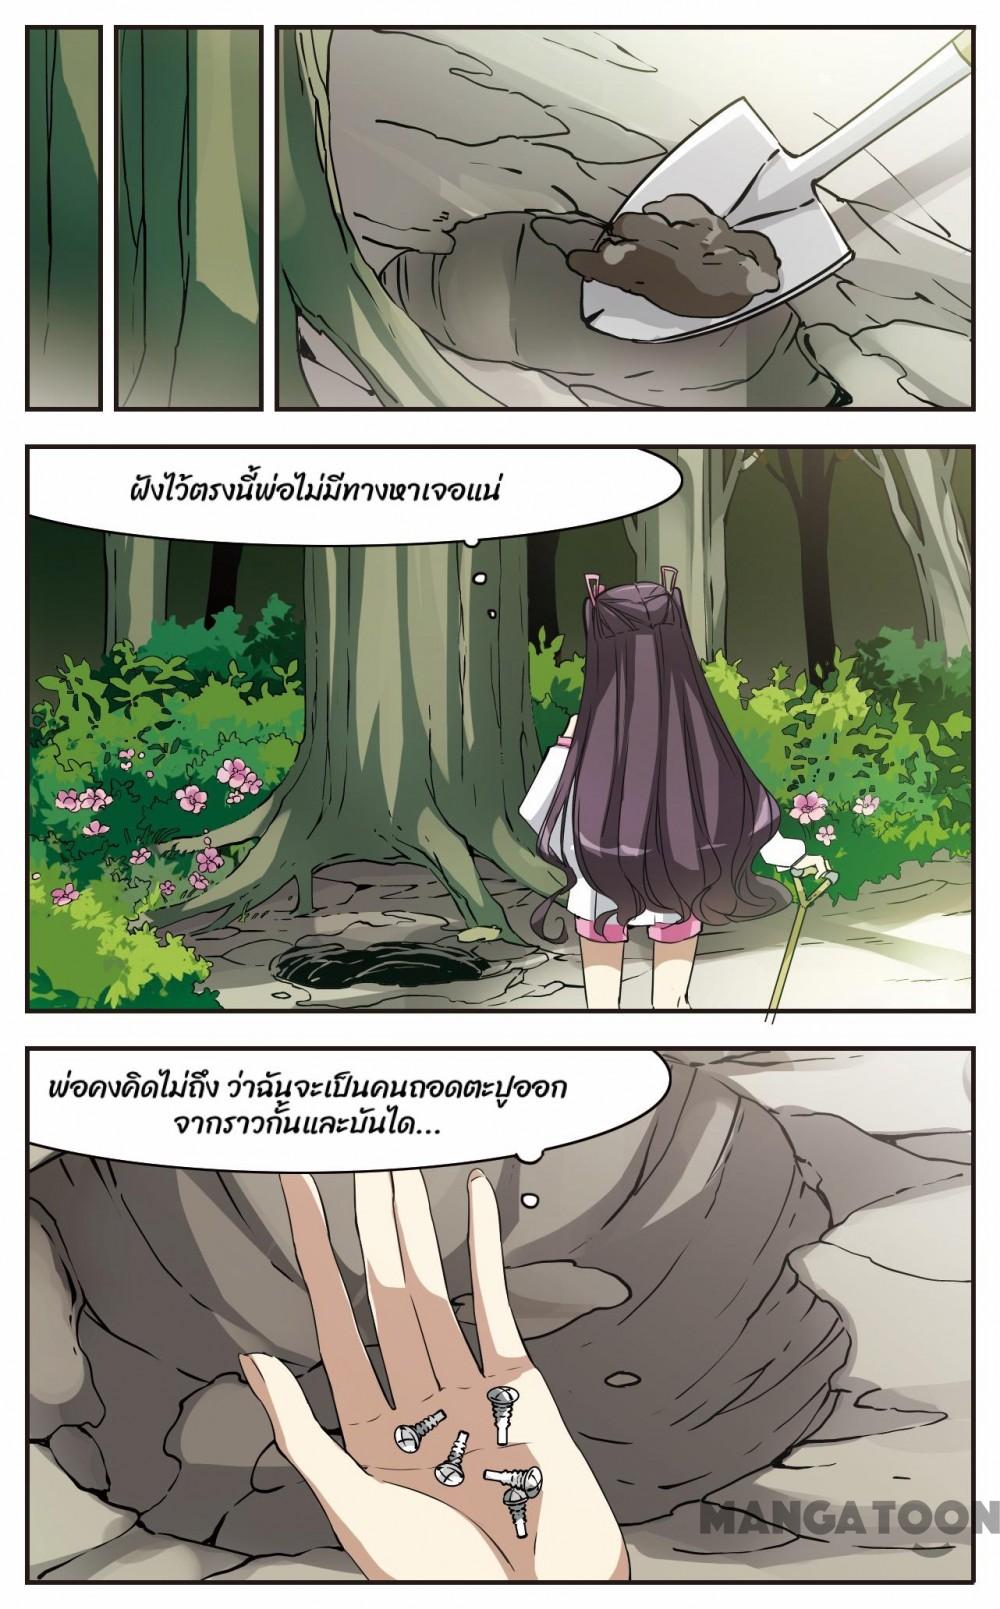 ฝังไว้ตรงนี้พ่อไม่มีทางหาเจอแน่
พ่อคงคิดไม่ถึง ว่าฉันจะเป็นคนถอดตะปูออก
จากราวกั้นและบันได...
MANGATOON